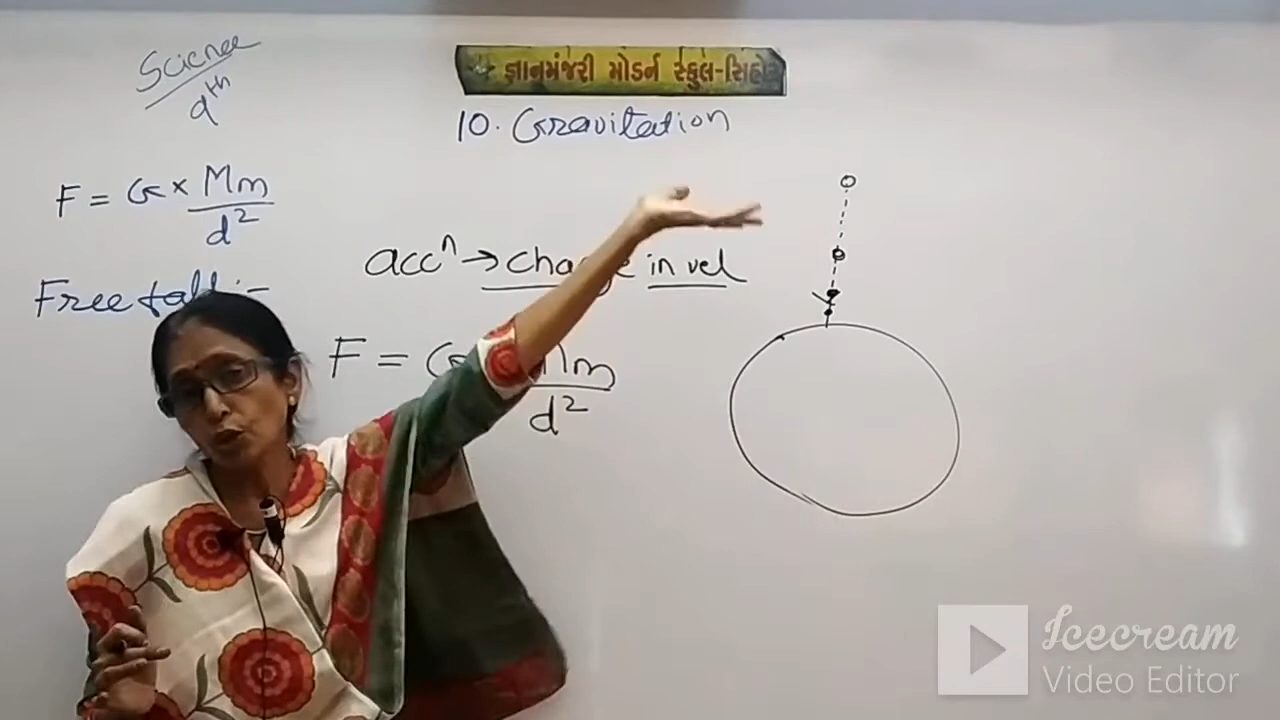 Science
9th
જ્ઞાનમંજરી મોડર્ન સ્કુલ-સિહોર
10. Gravitation
F = G × Mm
d²
accⁿ → change in vel
Free fall :-
F = G Mm
d²
Icecream
Video Editor